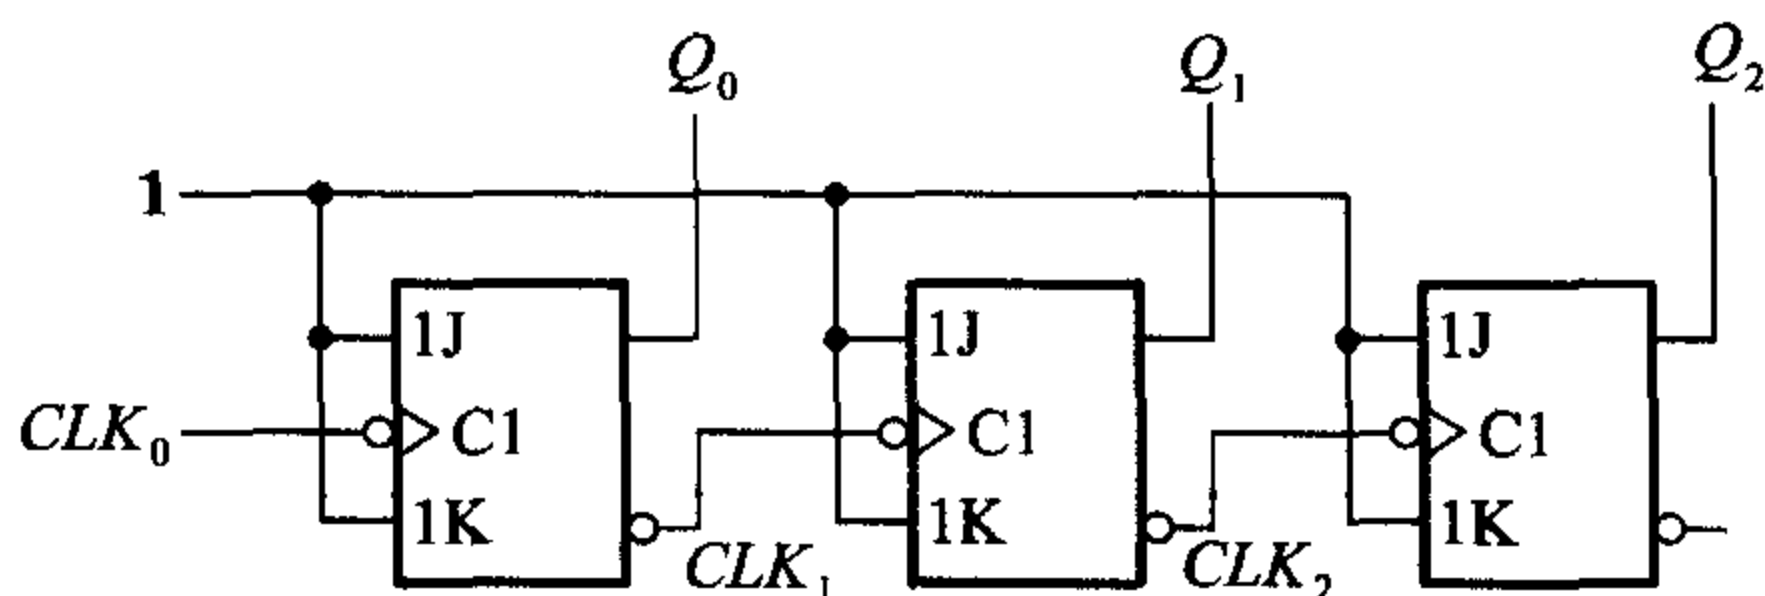 Q₀ Q₁ Q₂
1
1J 1J 1J
CLK₀ C1 C1 C1
1K 1K 1K
CLK₁ CLK₂